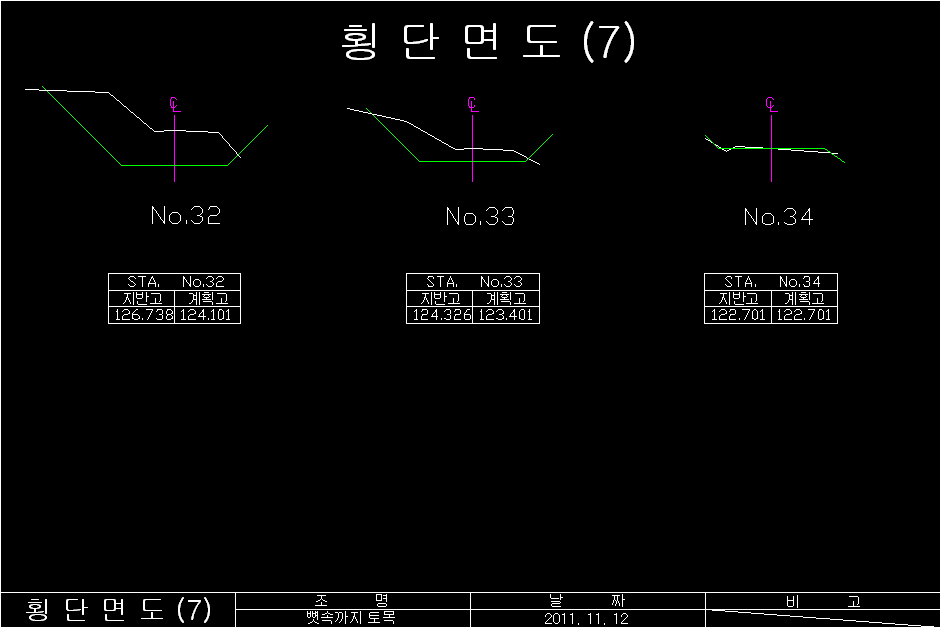 횡 단 면 도 (7)
℄ ℄ ℄
No.32 No.33 No.34
STA. No.32
지반고 계획고
126.738 124.101
STA. No.33
지반고 계획고
124.326 123.401
STA. No.34
지반고 계획고
122.701 122.701
횡 단 면 도 (7)
조 명
뼛속까지 토목
날 짜
2011. 11. 12
비 고